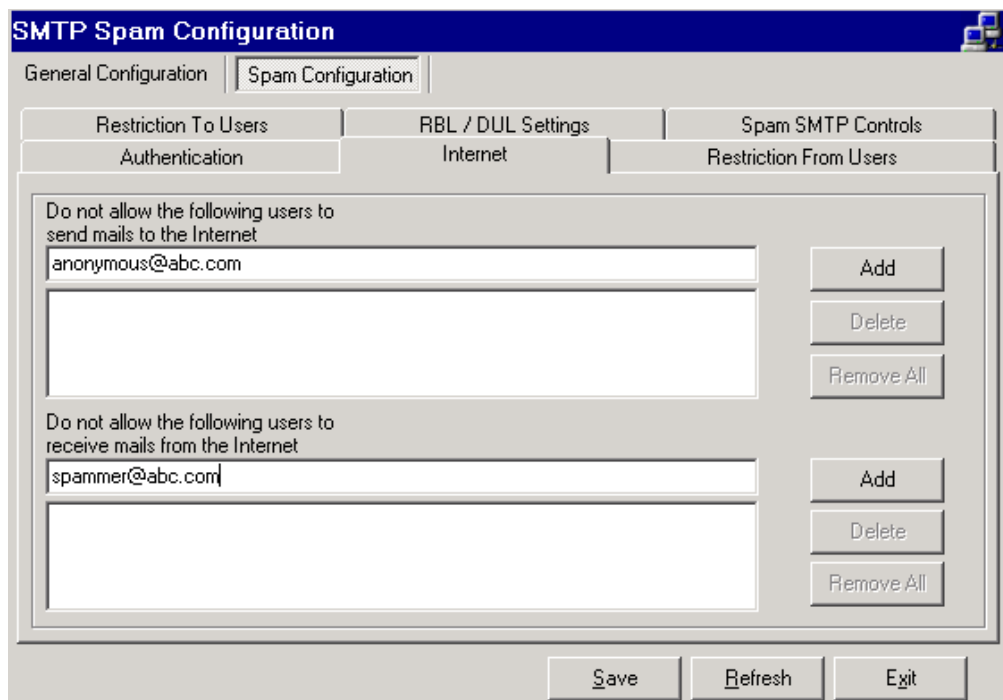 SMTP Spam Configuration
General Configuration
Spam Configuration
Restriction To Users
RBL / DUL Settings
Spam SMTP Controls
Authentication
Internet
Restriction From Users
Do not allow the following users to
send mails to the Internet
anonymous@abc.com
Add
Delete
Remove All
Do not allow the following users to
receive mails from the Internet
spammer@abc.com
Add
Delete
Remove All
Save
Refresh
Exit